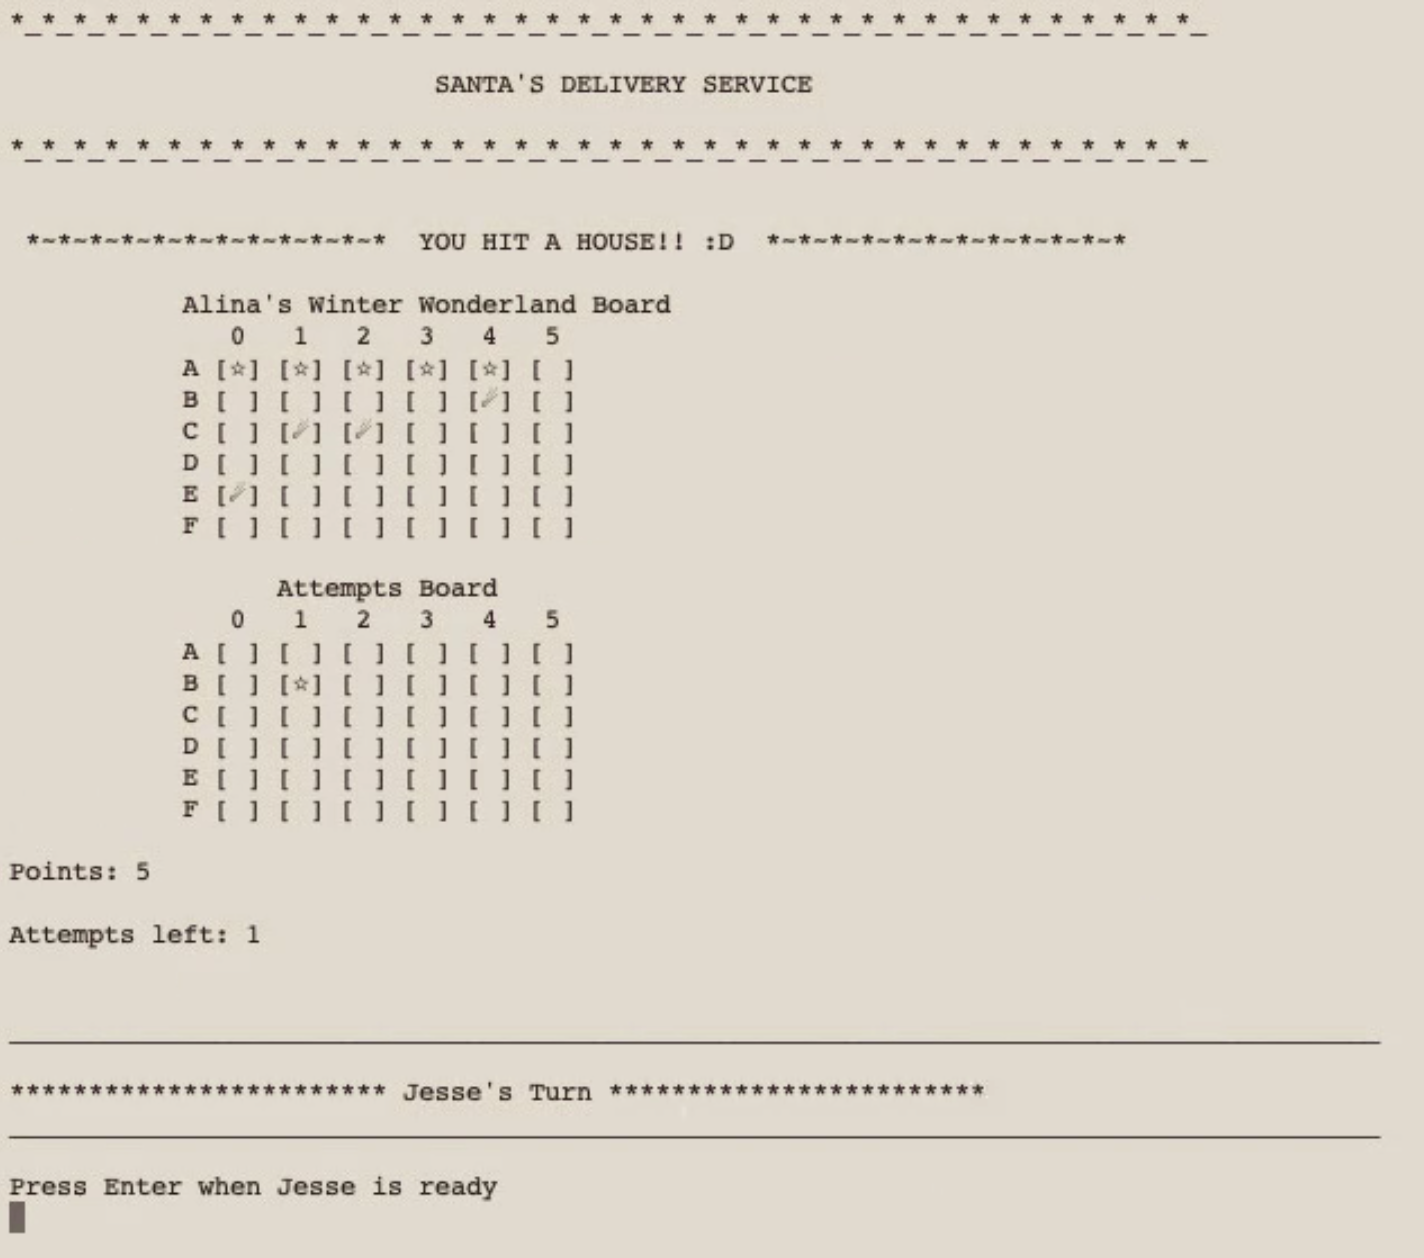 *_*_*_*_*_*_*_*_*_*_*_*_*_*_*_*_*_*_*_*_*_*_*_*_*_*_*_*_*_*_*_*_*_*_*_*_*_*_
SANTA'S DELIVERY SERVICE
*_*_*_*_*_*_*_*_*_*_*_*_*_*_*_*_*_*_*_*_*_*_*_*_*_*_*_*_*_*_*_*_*_*_*_*_*_*_
*~*~*~*~*~*~*~*~*~*~*~* YOU HIT A HOUSE!! :D *~*~*~*~*~*~*~*~*~*~*~*
Alina's Winter Wonderland Board
0 1 2 3 4 5
A [☆] [☆] [☆] [☆] [☆] [ ]
B [ ] [ ] [ ] [ ] [☄] [ ]
C [ ] [☄] [☄] [ ] [ ] [ ]
D [ ] [ ] [ ] [ ] [ ] [ ]
E [☄] [ ] [ ] [ ] [ ] [ ]
F [ ] [ ] [ ] [ ] [ ] [ ]
Attempts Board
0 1 2 3 4 5
A [ ] [ ] [ ] [ ] [ ] [ ]
B [ ] [☆] [ ] [ ] [ ] [ ]
C [ ] [ ] [ ] [ ] [ ] [ ]
D [ ] [ ] [ ] [ ] [ ] [ ]
E [ ] [ ] [ ] [ ] [ ] [ ]
F [ ] [ ] [ ] [ ] [ ] [ ]
Points: 5
Attempts left: 1
************************ Jesse's Turn ************************
Press Enter when Jesse is ready